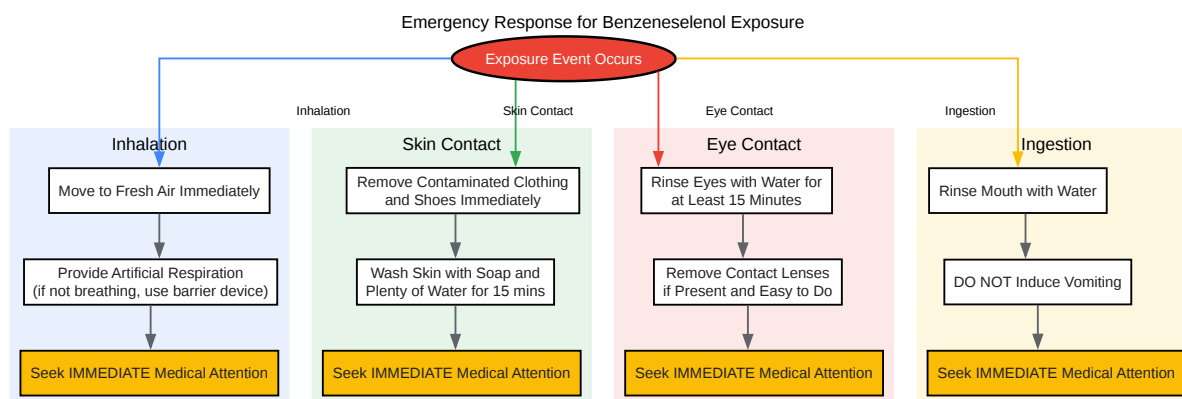 Emergency Response for Benzeneselenol Exposure
Exposure Event Occurs
Inhalation
Skin Contact
Eye Contact
Ingestion
Inhalation
Move to Fresh Air Immediately
Provide Artificial Respiration
(if not breathing, use barrier device)
Seek IMMEDIATE Medical Attention
Skin Contact
Remove Contaminated Clothing
and Shoes Immediately
Wash Skin with Soap and
Plenty of Water for 15 mins
Seek IMMEDIATE Medical Attention
Eye Contact
Rinse Eyes with Water for
at Least 15 Minutes
Remove Contact Lenses
if Present and Easy to Do
Seek IMMEDIATE Medical Attention
Ingestion
Rinse Mouth with Water
DO NOT Induce Vomiting
Seek IMMEDIATE Medical Attention